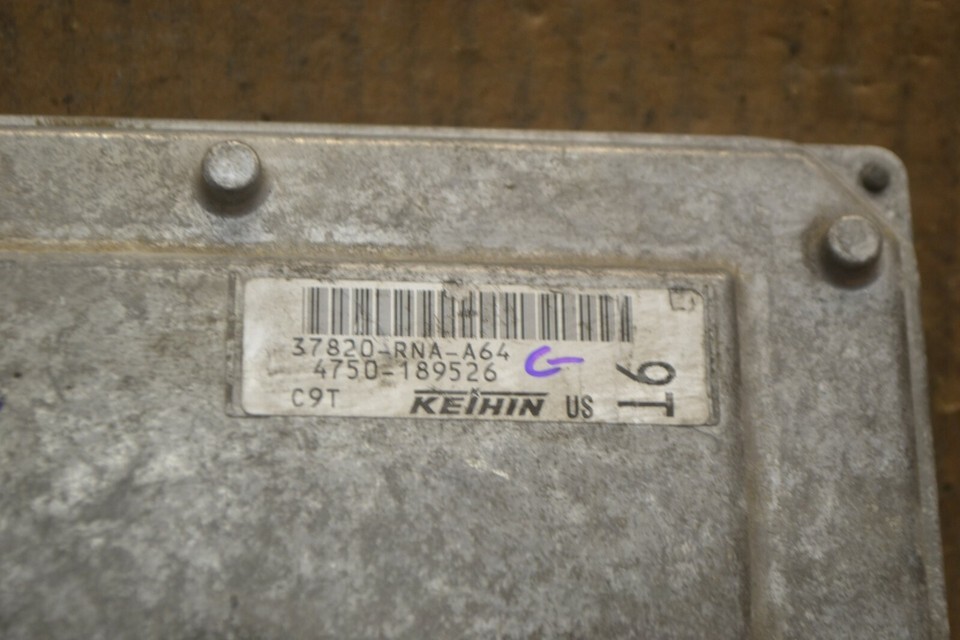 37820-RNA-A64
4750-189526
C9T KEIHIN US
9T